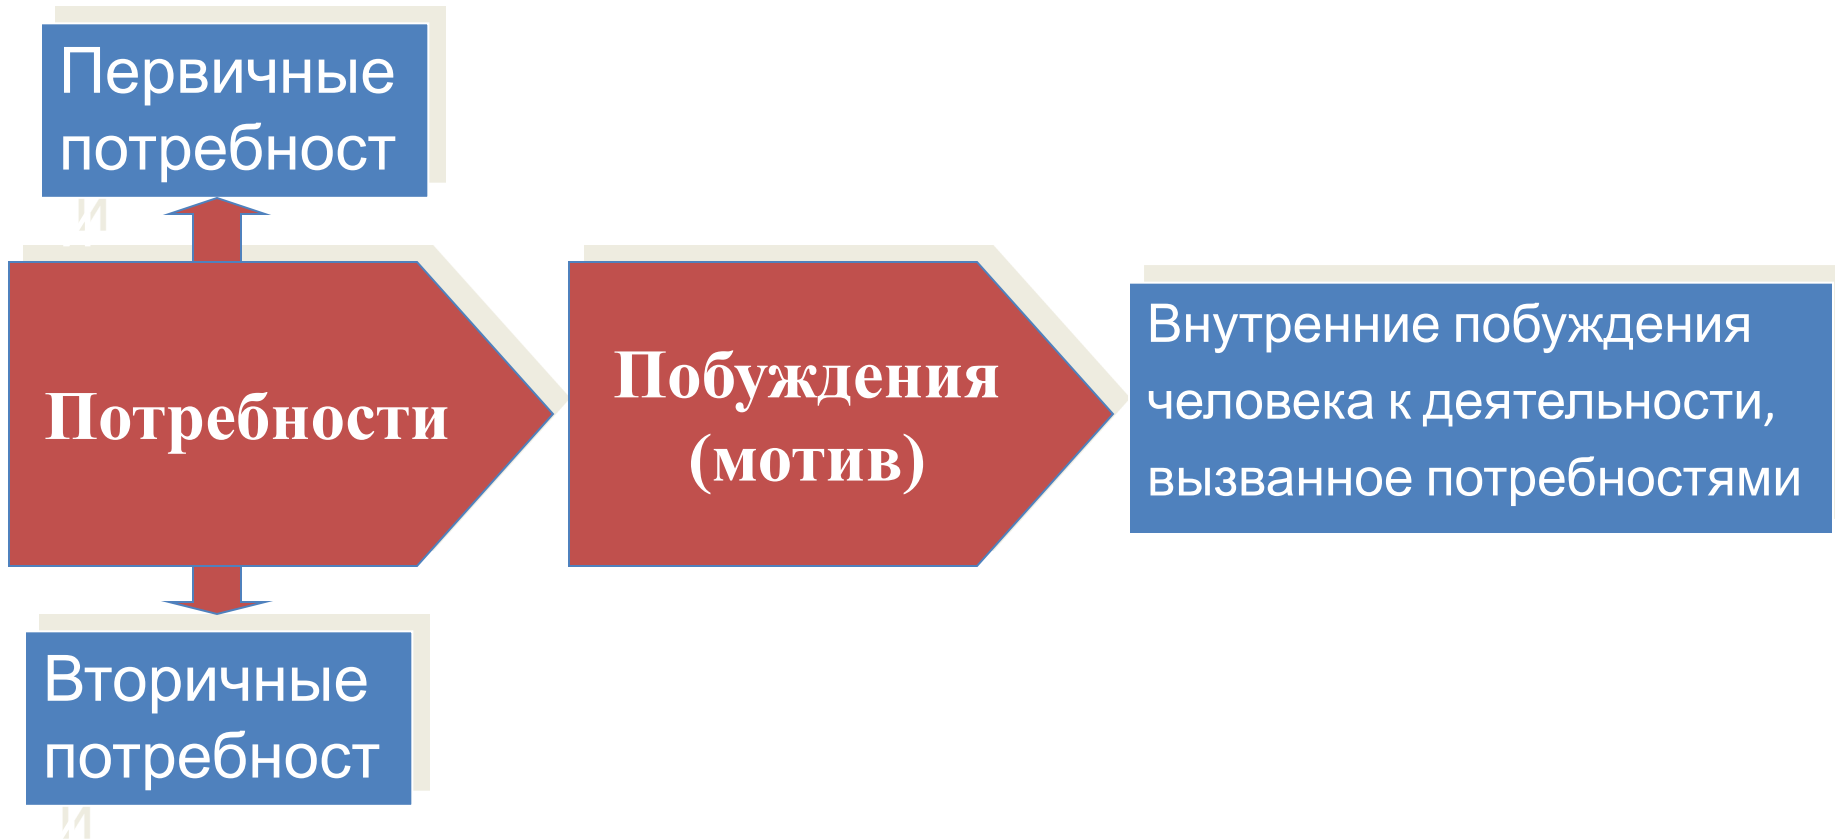 Первичные
потребност
и
Потребности
Побуждения
(мотив)
Внутренние побуждения
человека к деятельности,
вызванное потребностями
Вторичные
потребност
и